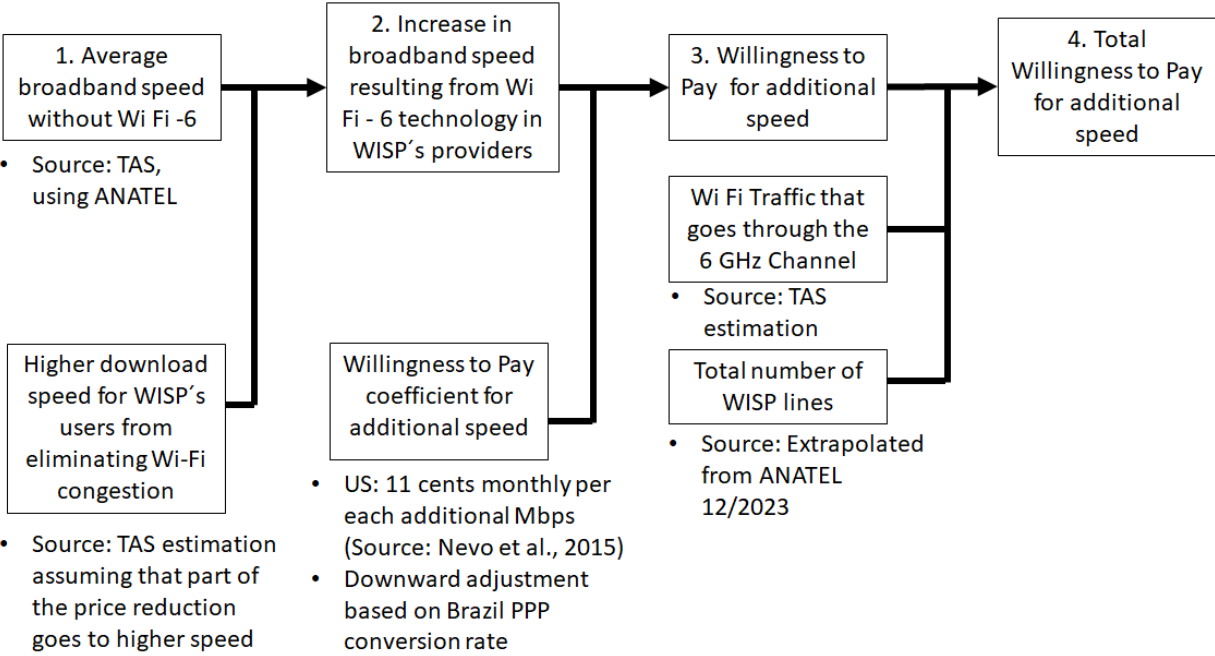 1. Average
broadband speed
without Wi Fi -6
• Source: TAS,
using ANATEL
Higher download
speed for WISP´s
users from
eliminating Wi-Fi
congestion
• Source: TAS estimation
assuming that part of
the price reduction
goes to higher speed
2. Increase in
broadband speed
resulting from Wi
Fi - 6 technology in
WISP´s providers
Willingness to Pay
coefficient for
additional speed
• US: 11 cents monthly per
each additional Mbps
(Source: Nevo et al., 2015)
• Downward adjustment
based on Brazil PPP
conversion rate
3. Willingness to
Pay for additional
speed
Wi Fi Traffic that
goes through the
6 GHz Channel
• Source: TAS
estimation
Total number of
WISP lines
• Source: Extrapolated
from ANATEL
12/2023
4. Total
Willingness to Pay
for additional
speed